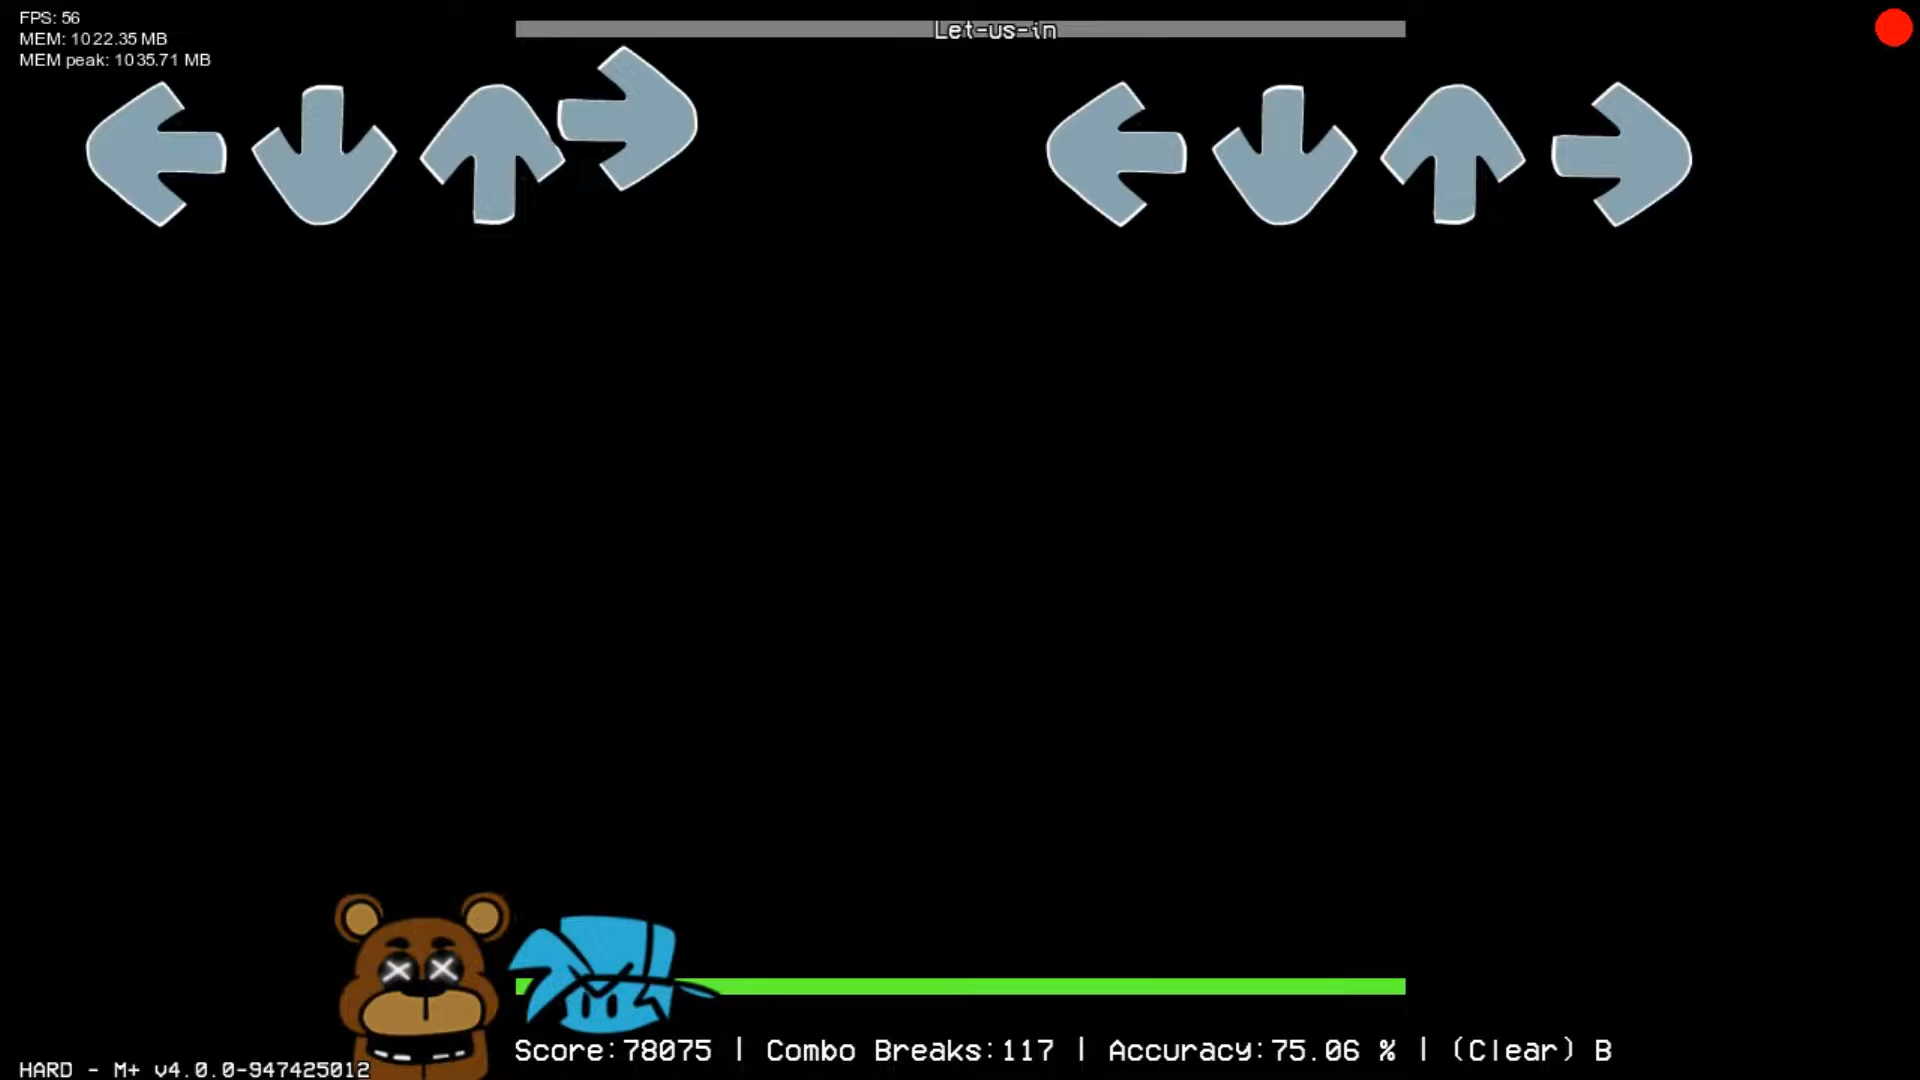 FPS: 56
MEM: 1022.35 MB
MEM peak: 1035.71 MB
Let-us-in
Score:78075 | Combo Breaks:117 | Accuracy:75.06 % | (Clear) B
HARD - M+ v4.0.0-947425012